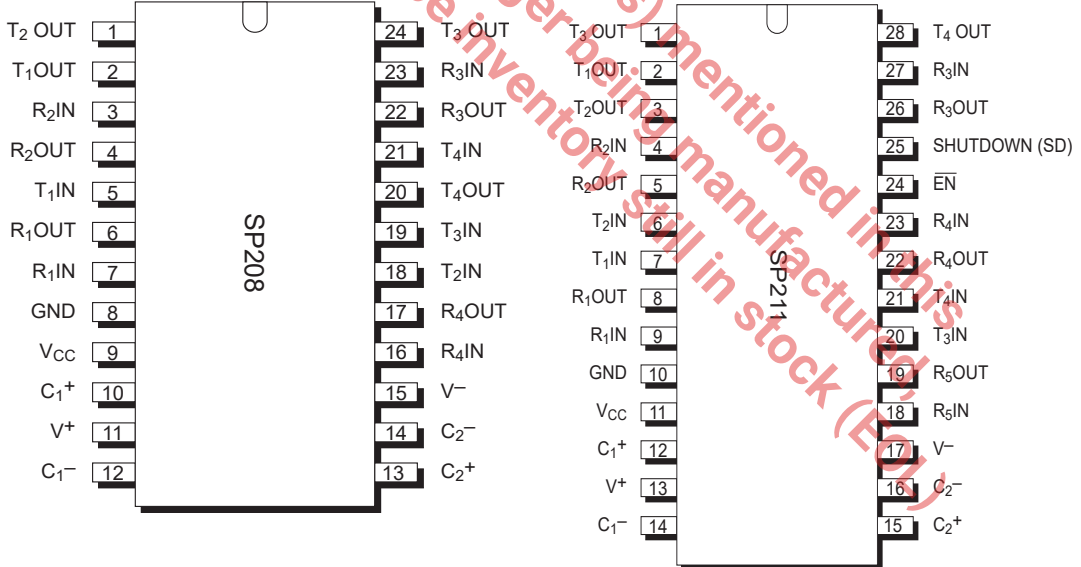 T₂ OUT 1
T₁OUT 2
R₂IN 3
R₂OUT 4
T₁IN 5
R₁OUT 6
R₁IN 7
GND 8
V_CC 9
C₁⁺ 10
V⁺ 11
C₁⁻ 12
SP208
24 T₃ OUT
23 R₃IN
22 R₃OUT
21 T₄IN
20 T₄OUT
19 T₃IN
18 T₂IN
17 R₄OUT
16 R₄IN
15 V⁻
14 C₂⁻
13 C₂⁺
T₃ OUT 1
T₁OUT 2
T₂OUT 3
R₂IN 4
R₂OUT 5
T₂IN 6
T₁IN 7
R₁OUT 8
R₁IN 9
GND 10
V_CC 11
C₁⁺ 12
V⁺ 13
C₁⁻ 14
SP211
28 T₄ OUT
27 R₃IN
26 R₃OUT
25 SHUTDOWN (SD)
24 E̅N̅
23 R₄IN
22 R₄OUT
21 T₄IN
20 T₃IN
19 R₅OUT
18 R₅IN
17 V⁻
16 C₂⁻
15 C₂⁺
mentioned in this
being manufactured,
be inventory still in stock (EOL)